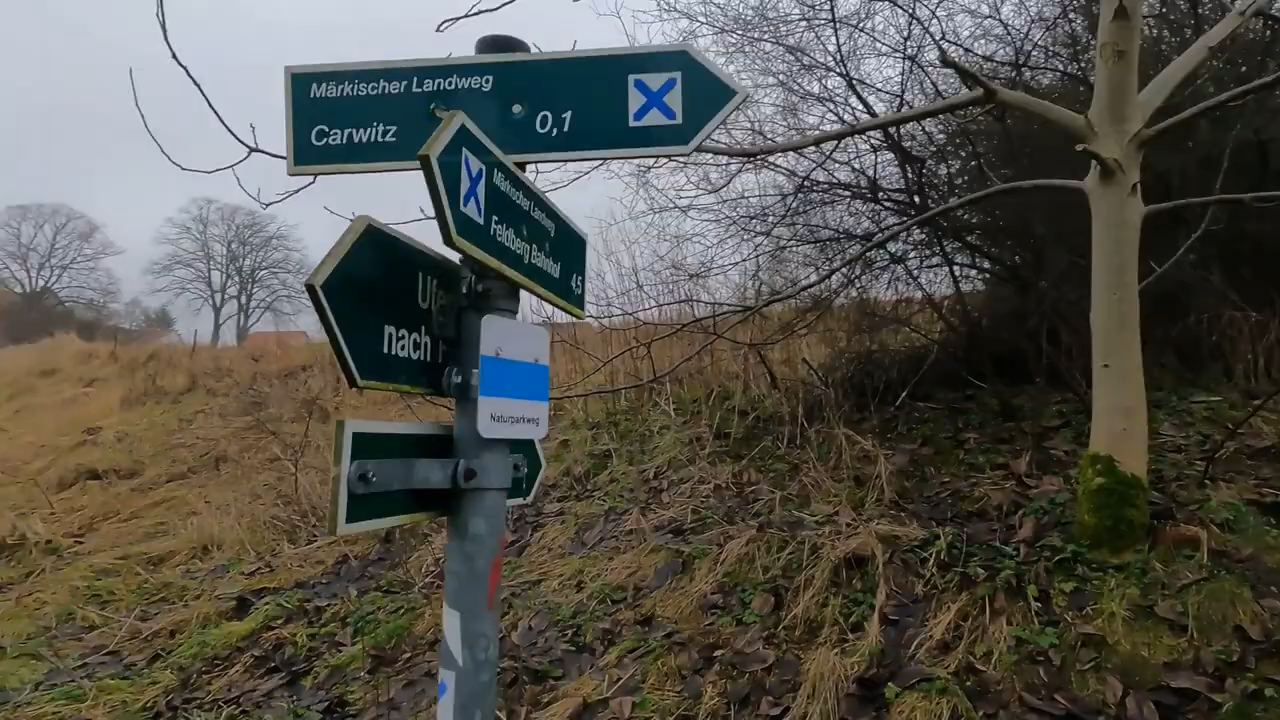 Märkischer Landweg
Carwitz 0,1
Märkischer Landweg
Feldberg Bahnhof 4,5
nach
Naturparkweg